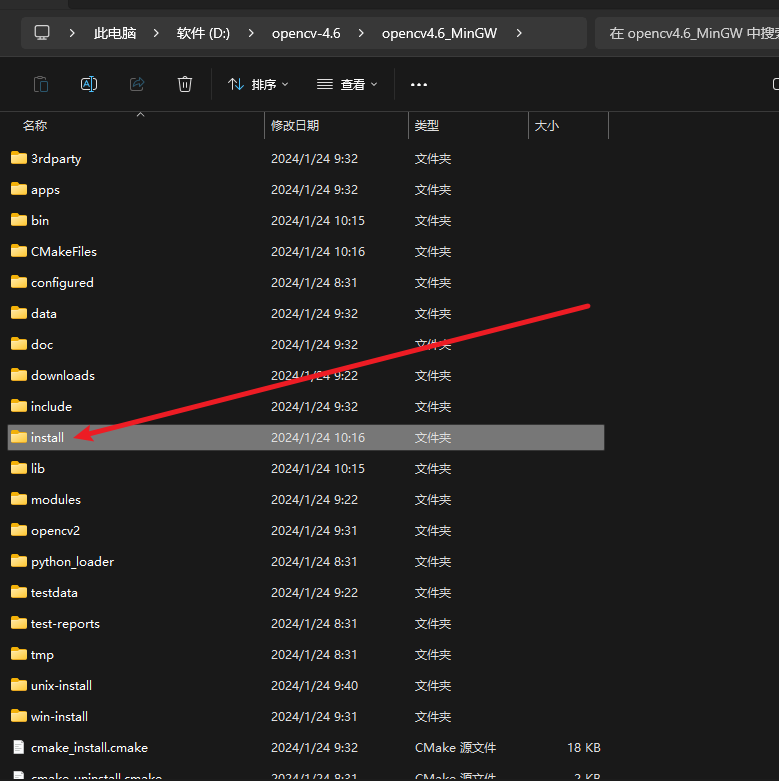 此电脑 软件 (D:) opencv-4.6 opencv4.6_MinGW 在 opencv4.6_MinGW 中搜索
排序 查看
名称 修改日期 类型 大小
3rdparty 2024/1/24 9:32 文件夹
apps 2024/1/24 9:32 文件夹
bin 2024/1/24 10:15 文件夹
CMakeFiles 2024/1/24 10:16 文件夹
configured 2024/1/24 8:31 文件夹
data 2024/1/24 9:32 文件夹
doc 2024/1/24 9:32 文件夹
downloads 2024/1/24 9:22 文件夹
include 2024/1/24 9:32 文件夹
install 2024/1/24 10:16 文件夹
lib 2024/1/24 10:15 文件夹
modules 2024/1/24 9:22 文件夹
opencv2 2024/1/24 9:31 文件夹
python_loader 2024/1/24 8:31 文件夹
testdata 2024/1/24 9:22 文件夹
test-reports 2024/1/24 8:31 文件夹
tmp 2024/1/24 8:31 文件夹
unix-install 2024/1/24 9:40 文件夹
win-install 2024/1/24 9:31 文件夹
cmake_install.cmake 2024/1/24 9:32 CMake 源文件 18 KB
cmake_uninstall.cmake 2024/1/24 8:31 CMake 源文件 2 KB